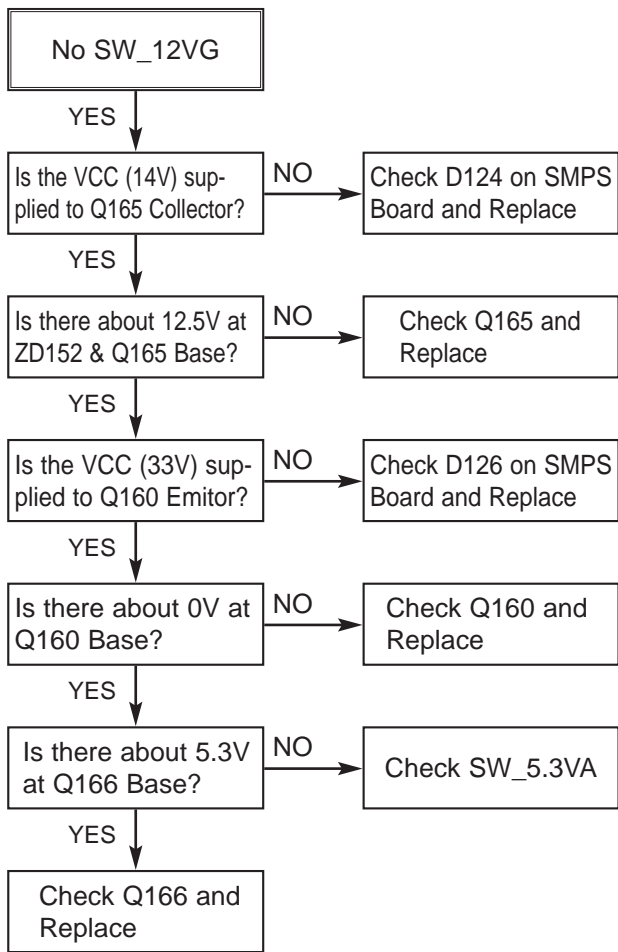 No SW_12VG
YES
Is the VCC (14V) sup-
plied to Q165 Collector?
NO
Check D124 on SMPS
Board and Replace
YES
Is there about 12.5V at
ZD152 & Q165 Base?
NO
Check Q165 and
Replace
YES
Is the VCC (33V) sup-
plied to Q160 Emitor?
NO
Check D126 on SMPS
Board and Replace
YES
Is there about 0V at
Q160 Base?
NO
Check Q160 and
Replace
YES
Is there about 5.3V
at Q166 Base?
NO
Check SW_5.3VA
YES
Check Q166 and
Replace